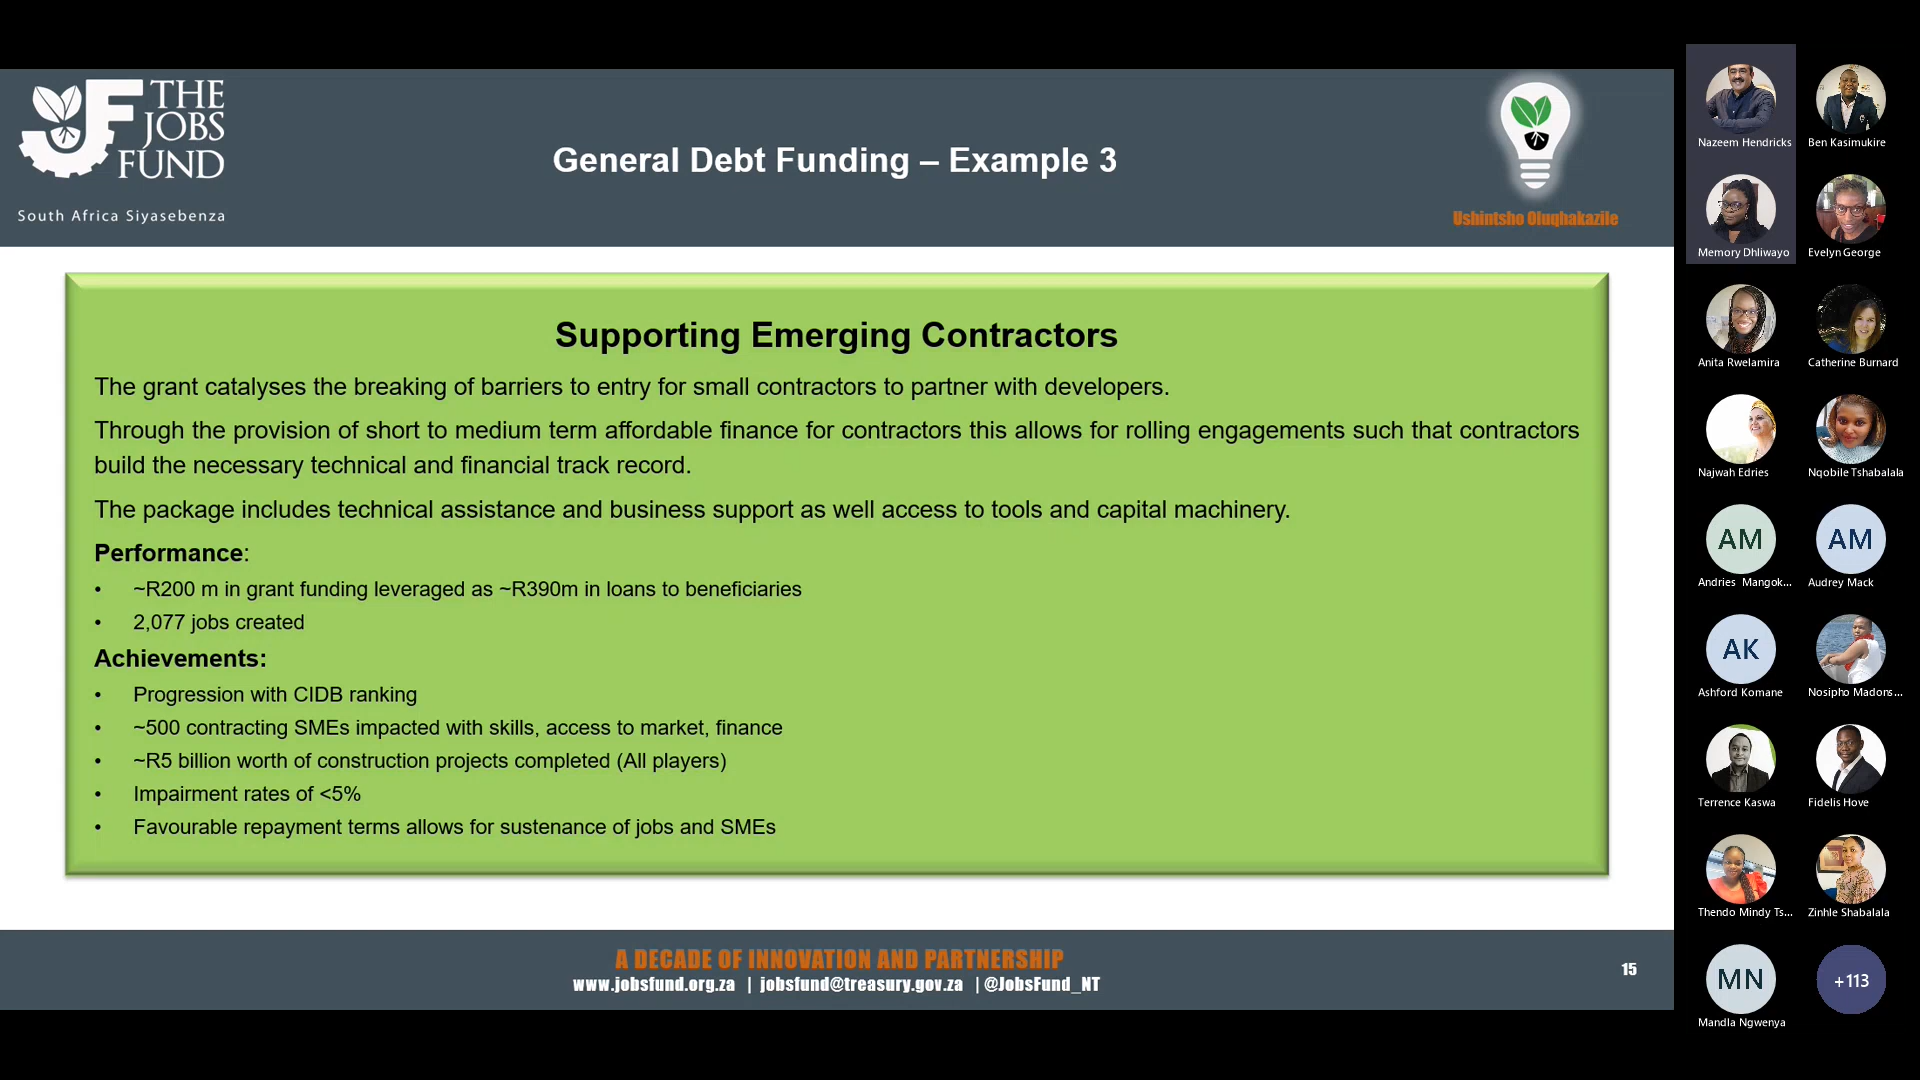 THE
JOBS
FUND
South Africa Siyasebenza
General Debt Funding – Example 3
Ushintsho Oluqhakazile
Supporting Emerging Contractors
The grant catalyses the breaking of barriers to entry for small contractors to partner with developers.
Through the provision of short to medium term affordable finance for contractors this allows for rolling engagements such that contractors
build the necessary technical and financial track record.
The package includes technical assistance and business support as well access to tools and capital machinery.
Performance:
• ~R200 m in grant funding leveraged as ~R390m in loans to beneficiaries
• 2,077 jobs created
Achievements:
• Progression with CIDB ranking
• ~500 contracting SMEs impacted with skills, access to market, finance
• ~R5 billion worth of construction projects completed (All players)
• Impairment rates of <5%
• Favourable repayment terms allows for sustenance of jobs and SMEs
A DECADE OF INNOVATION AND PARTNERSHIP
www.jobsfund.org.za | jobsfund@treasury.gov.za | @JobsFund_NT
15
Nazeem Hendricks
Ben Kasimukire
Memory Dhliwayo
Evelyn George
Anita Rwelamira
Catherine Burnard
Najwah Edries
Nqobile Tshabalala
AM
AM
Andries Mangok...
Audrey Mack
AK
Ashford Komane
Nosipho Madons...
Terrence Kaswa
Fidelis Hove
Thendo Mindy Ts...
Zinhle Shabalala
MN
+113
Mandla Ngwenya